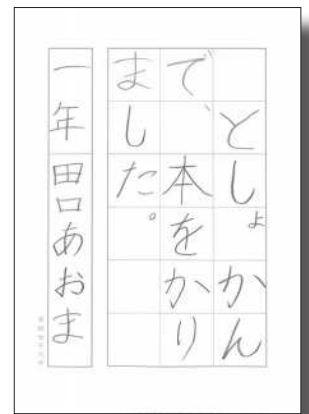 としょかん
で、本をかり
ました。
一年 田口あおま